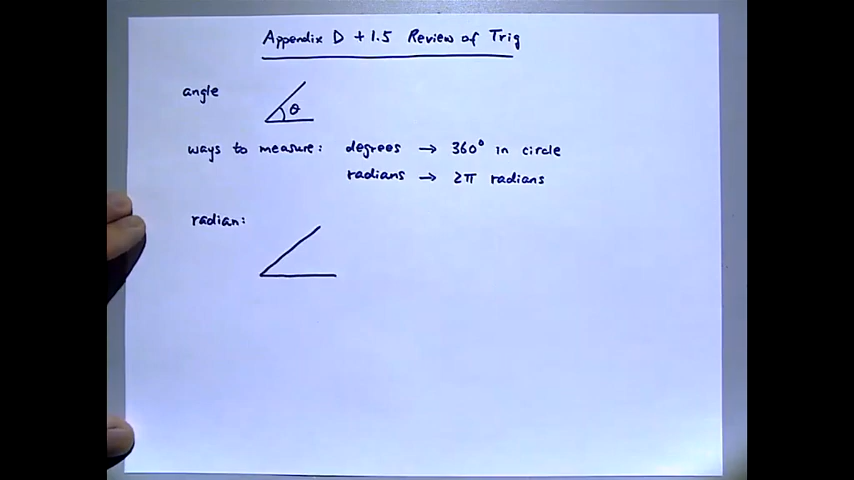 Appendix D + 1.5 Review of Trig
angle
θ
ways to measure: degrees → 360° in circle
radians → 2π radians
radian: